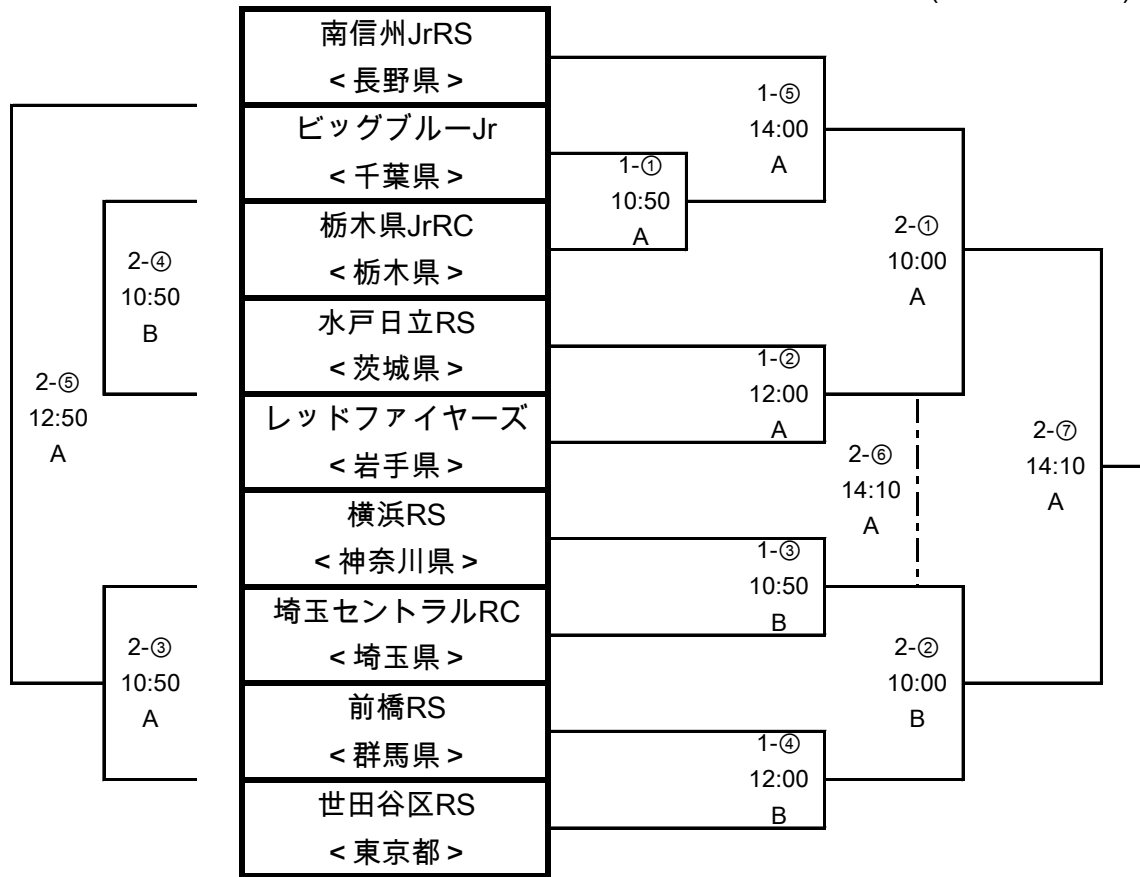 南信州JrRS
＜長野県＞
ビッグブルーJr
＜千葉県＞
栃木県JrRC
＜栃木県＞
水戸日立RS
＜茨城県＞
レッドファイヤーズ
＜岩手県＞
横浜RS
＜神奈川県＞
埼玉セントラルRC
＜埼玉県＞
前橋RS
＜群馬県＞
世田谷区RS
＜東京都＞
2-⑤
12:50
A
2-④
10:50
B
2-③
10:50
A
1-①
10:50
A
1-⑤
14:00
A
1-②
12:00
A
1-③
10:50
B
1-④
12:00
B
2-①
10:00
A
2-⑥
14:10
A
2-②
10:00
B
2-⑦
14:10
A